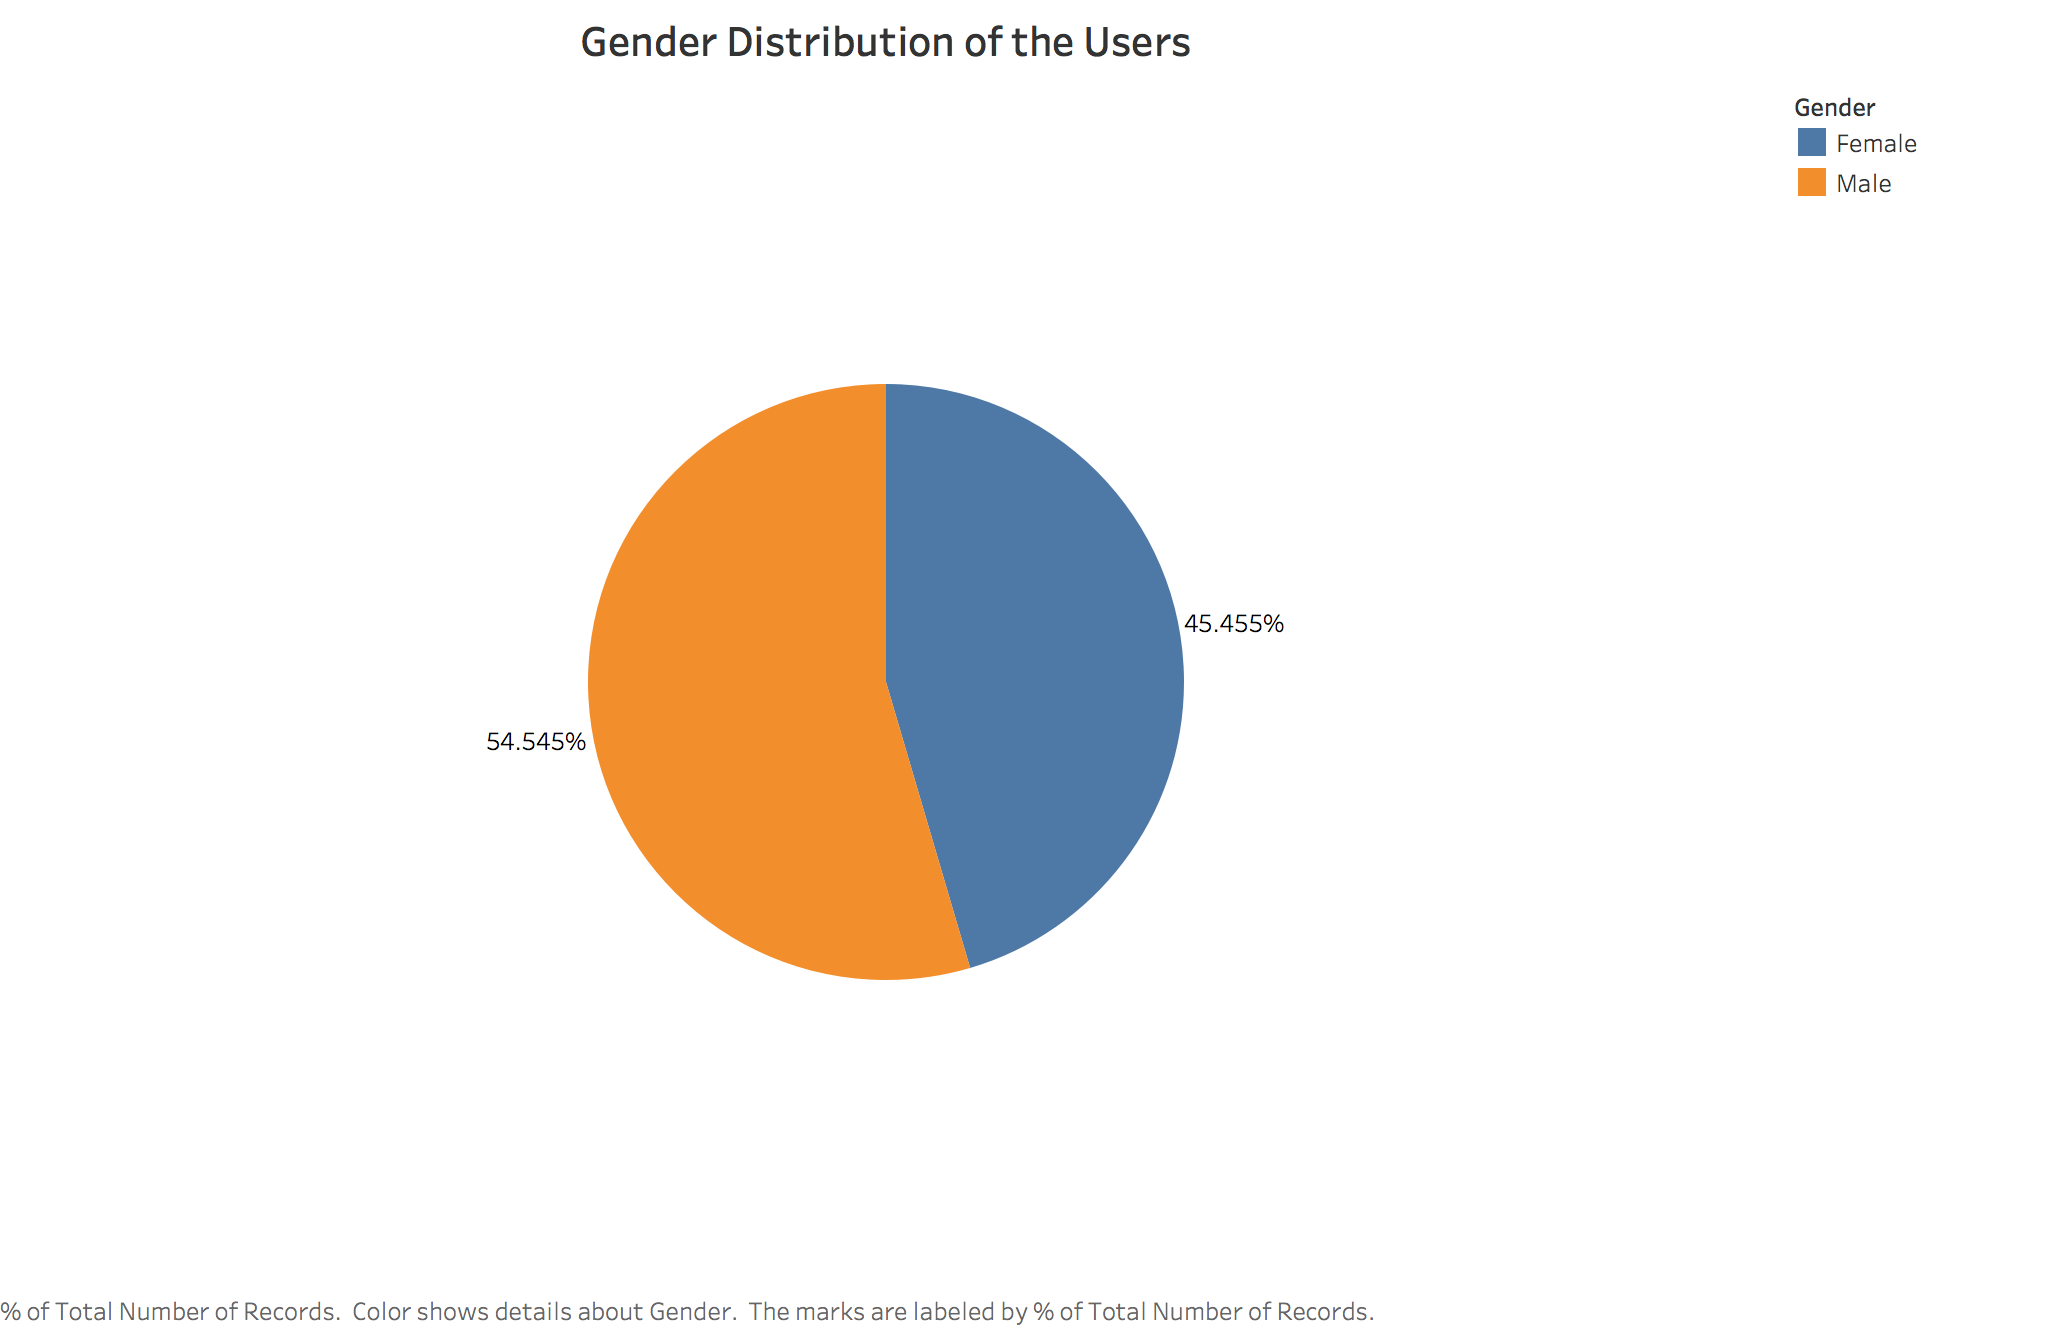 Gender Distribution of the Users
Gender
Female
Male
45.455%
54.545%
% of Total Number of Records.  Color shows details about Gender.  The marks are labeled by % of Total Number of Records.